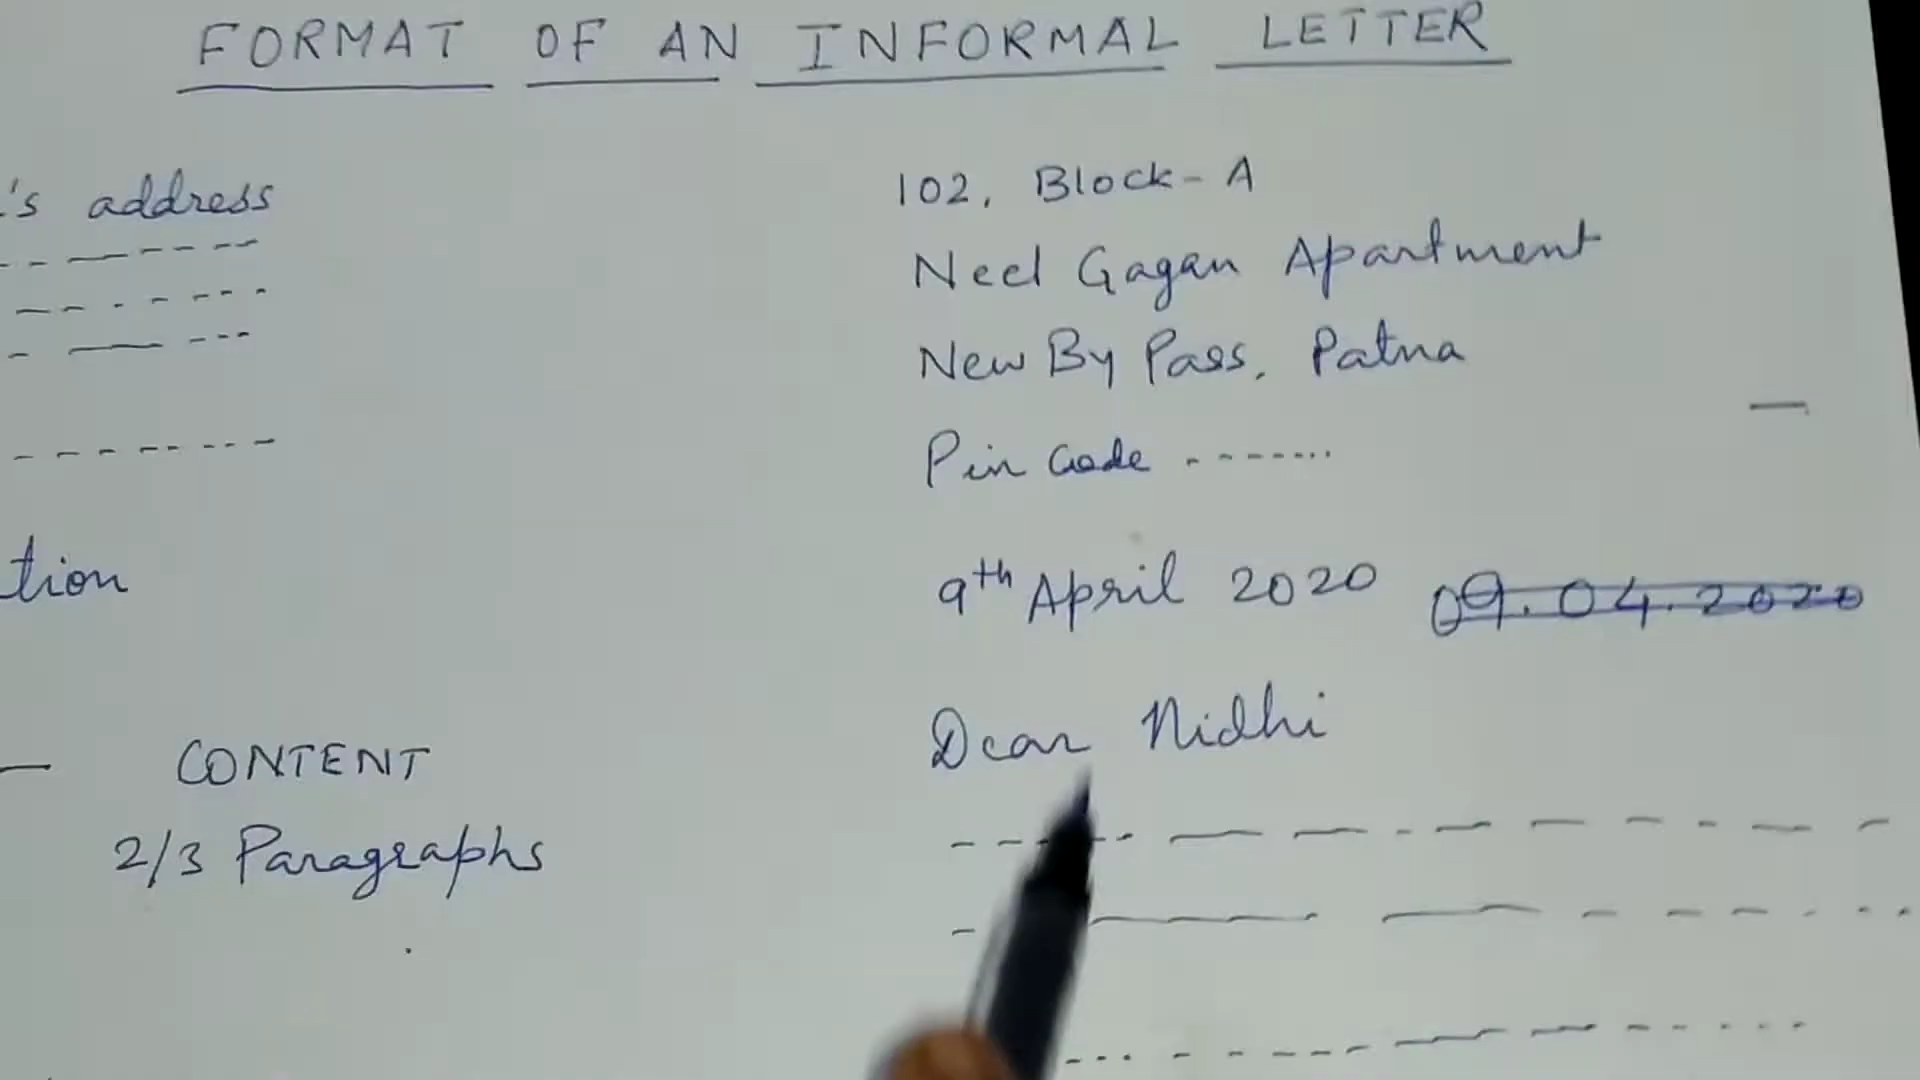 FORMAT OF AN INFORMAL LETTER
's address
102, Block-A
Neel Gagan Apartment
New By Pass, Patna
Pin Code -------
tion
9th April 2020 09.04.2020
Dear Nidhi
CONTENT
2/3 Paragraphs